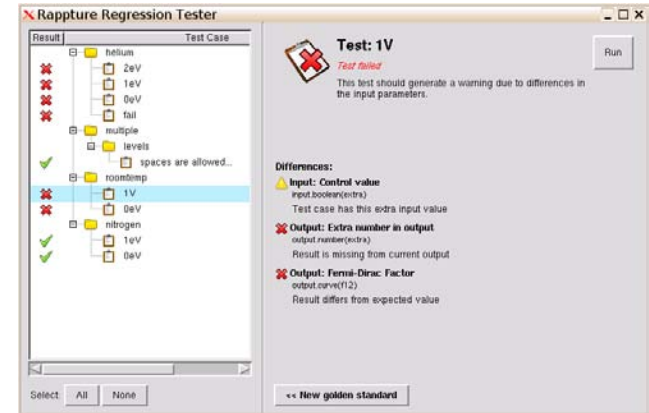 Rappture Regression Tester
Result
Test Case
helium
2eV
1eV
0eV
fail
multiple
levels
spaces are allowed...
roomtemp
1V
0eV
nitrogen
1eV
0eV
Select:
All
None
Test: 1V
Test failed
Run
This test should generate a warning due to differences in
the input parameters.
Differences:
Input: Control value
input.boolean(extra)
Test case has this extra input value
Output: Extra number in output
output.number(extra)
Result is missing from current output
Output: Fermi-Dirac Factor
output.curve(f12)
Result differs from expected value
<< New golden standard